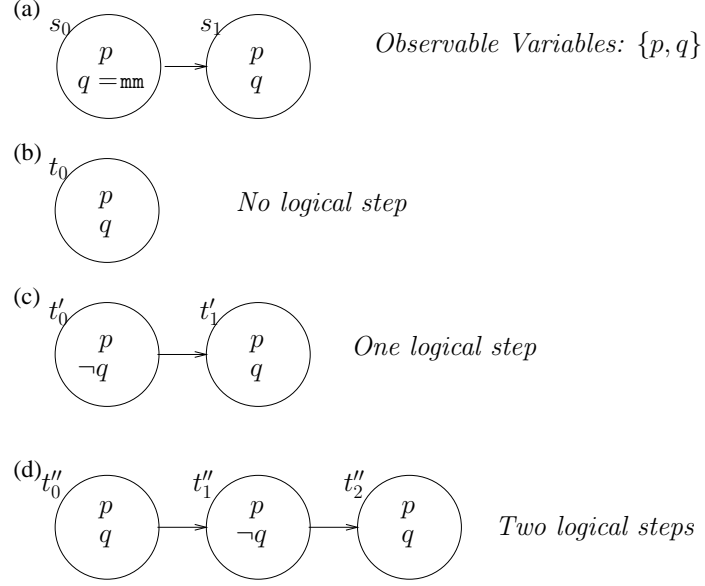 (a)
s₀ s₁
p p Observable Variables: {p, q}
q =mm q
(b)
t₀
p No logical step
q
(c)
t′₀ t′₁
p p One logical step
¬q q
(d)
t″₀ t″₁ t″₂
p p p
q ¬q q Two logical steps